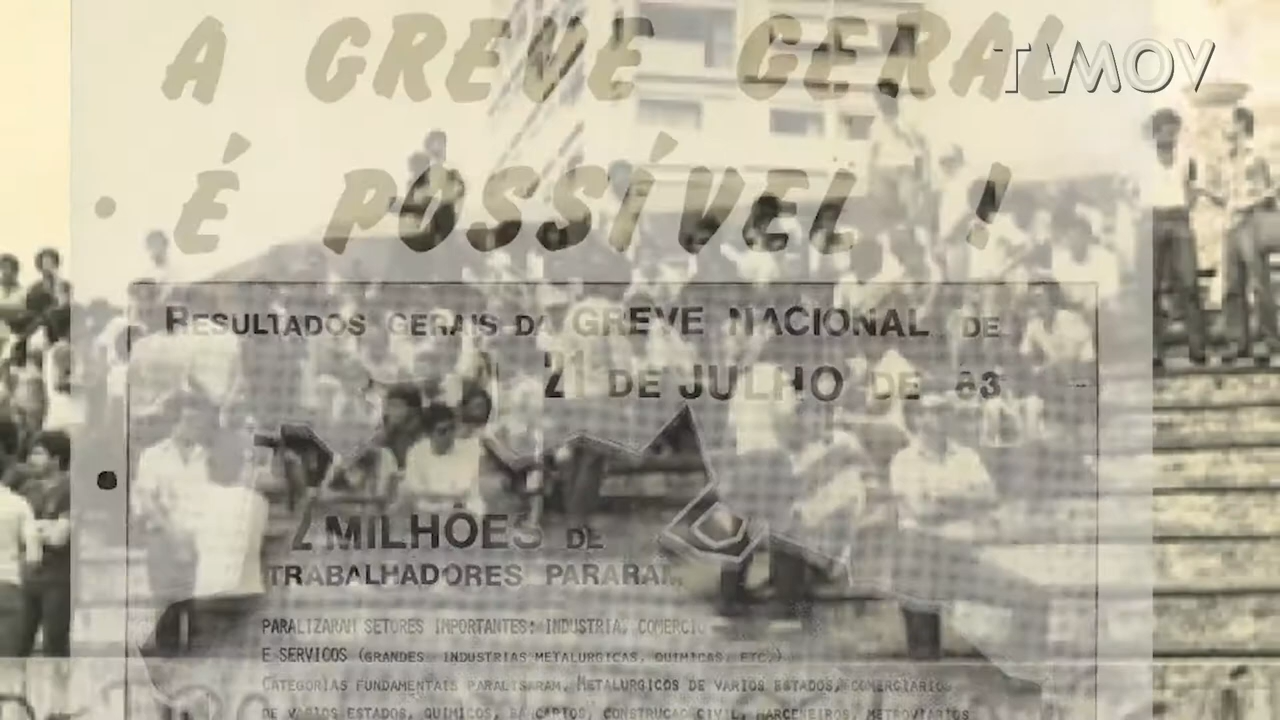 A GREVE GERAL
TVMOV
É POSSÍVEL !
RESULTADOS GERAIS DA GREVE NACIONAL DE
21 DE JULHO DE 83
2 MILHÕES DE
TRABALHADORES PARARAM
PARALIZARAM SETORES IMPORTANTES: INDUSTRIA, COMERCIO
E SERVICOS (GRANDES INDUSTRIAS METALURGICAS, QUIMICAS, ETC.)
CATEGORIAS FUNDAMENTAIS PARALISARAM, METALURGICOS DE VARIOS ESTADOS, COMERCIARIOS
DE VARIOS ESTADOS, QUIMICOS, BANCARIOS, CONSTRUCAO CIVIL, MARCENEIROS, METROVIARIOS